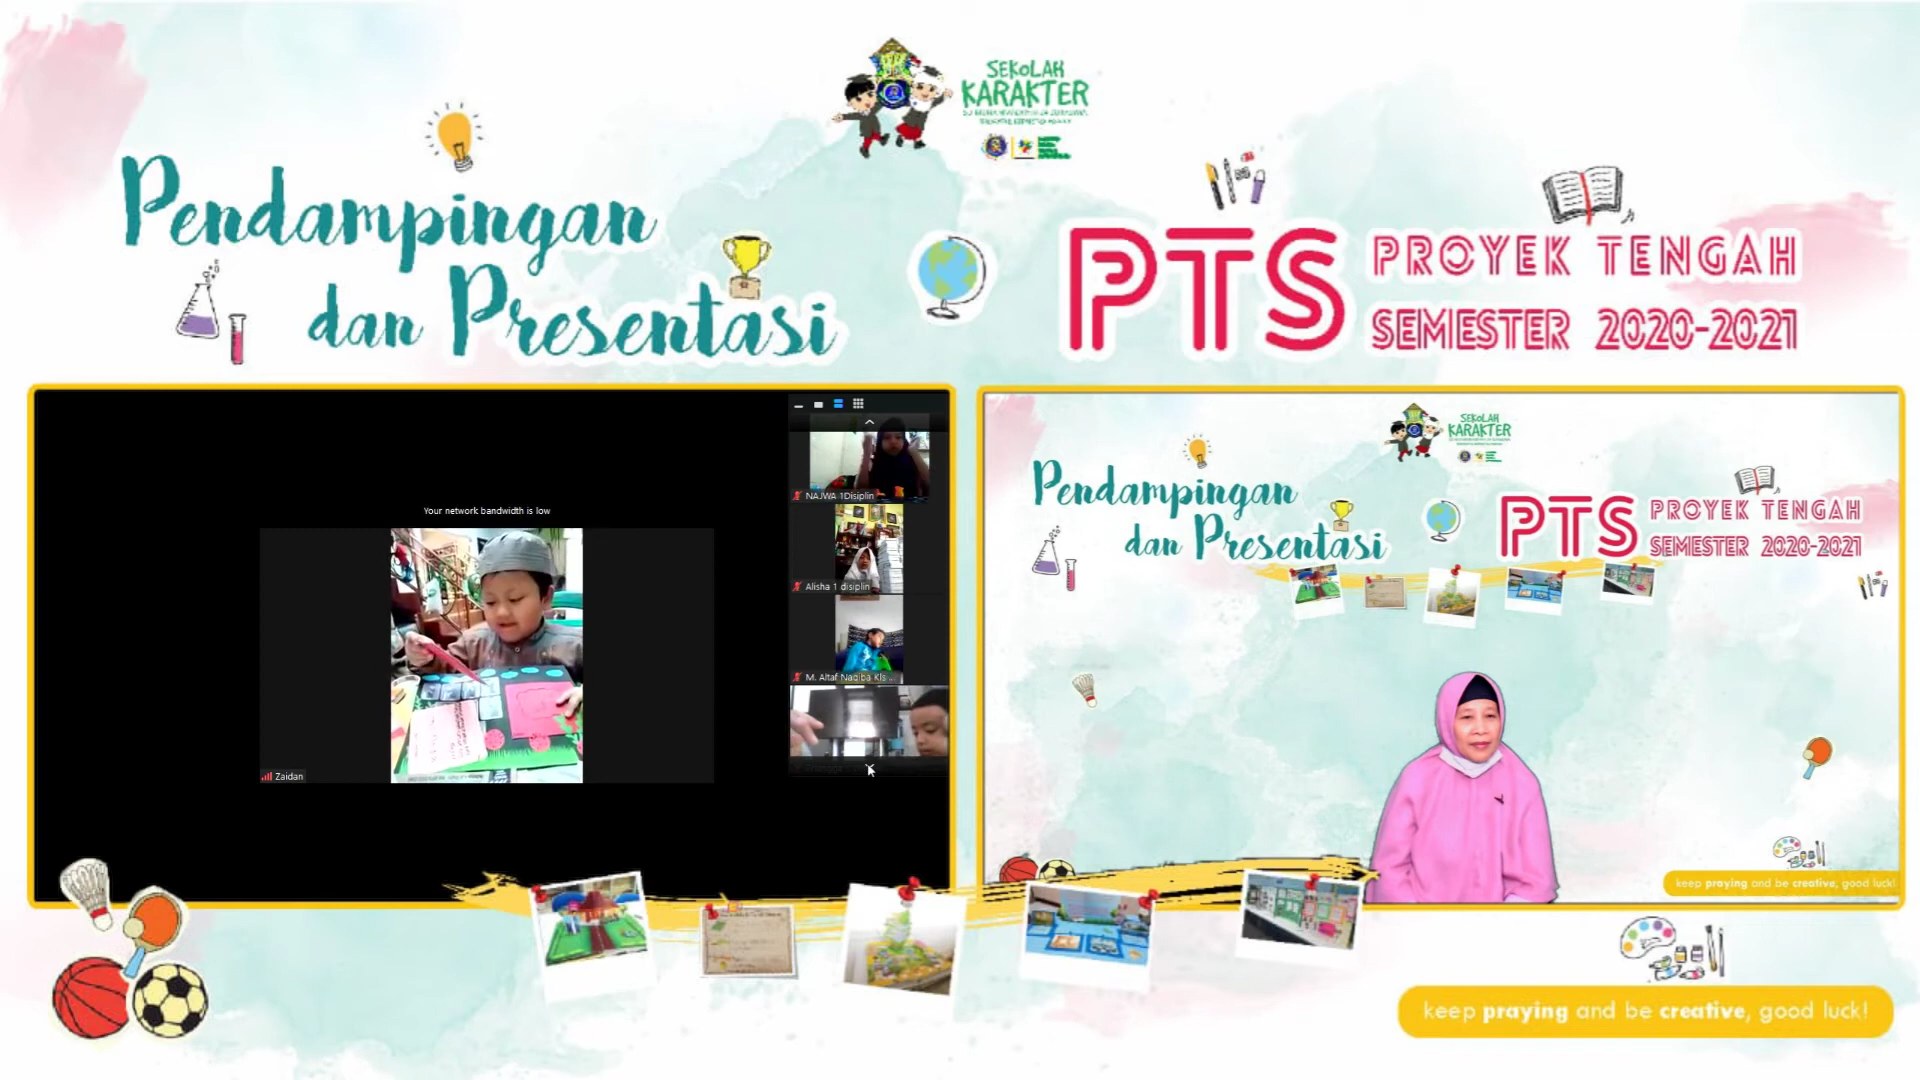 SEKOLAH
KARAKTER
Pendampingan
dan Presentasi
PTS
PROYEK TENGAH
SEMESTER 2020-2021
Your network bandwidth is low
Zaidan
NAJWA 1Disiplin
Alisha 1 disiplin
M. Altaf Naqiba Kls
SEKOLAH
KARAKTER
Pendampingan
dan Presentasi
PTS
PROYEK TENGAH
SEMESTER 2020-2021
keep praying and be creative, good luck!
keep praying and be creative, good luck!